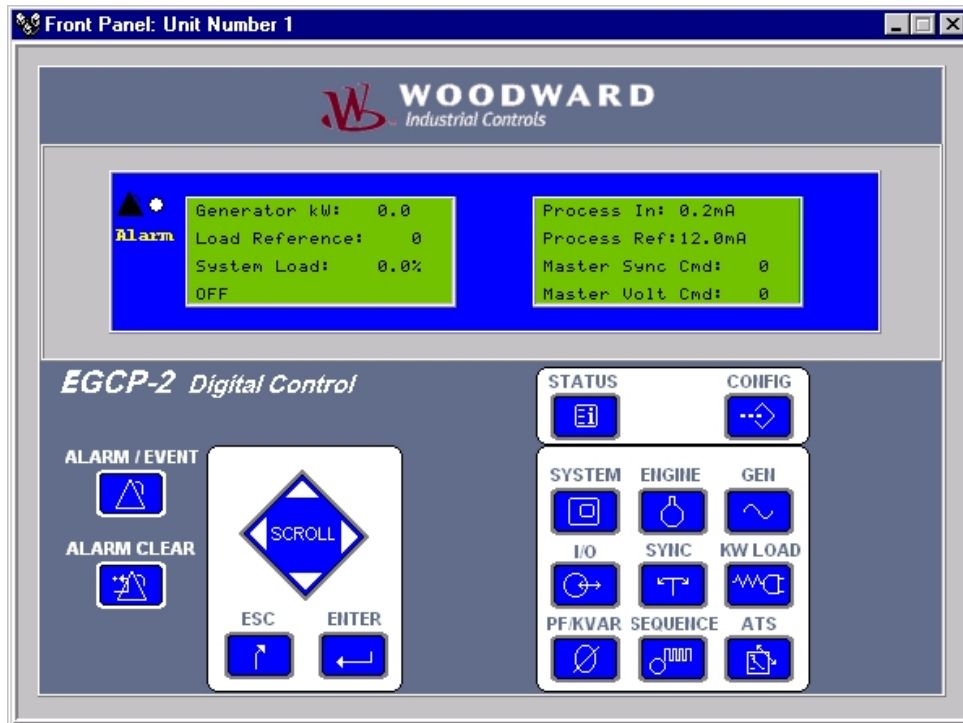 Front Panel: Unit Number 1
WOODWARD
Industrial Controls
Alarm
Generator kW: 0.0
Load Reference: 0
System Load: 0.0%
OFF
Process In: 0.2mA
Process Ref:12.0mA
Master Sync Cmd: 0
Master Volt Cmd: 0
EGCP-2 Digital Control
STATUS CONFIG
ALARM / EVENT
SYSTEM ENGINE GEN
SCROLL
ALARM CLEAR
I/O SYNC KW LOAD
ESC ENTER
PF/KVAR SEQUENCE ATS